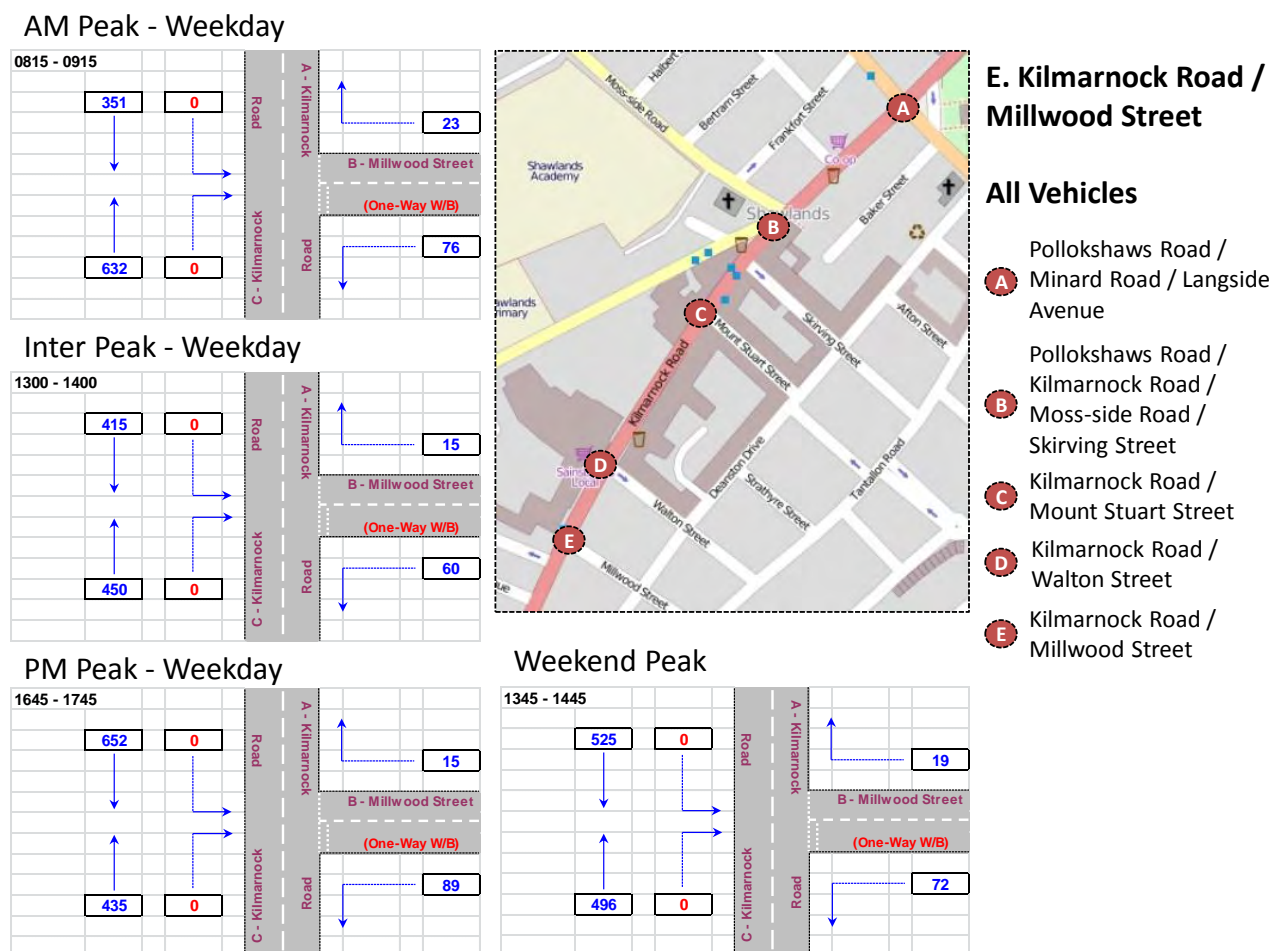 AM Peak - Weekday
0815 - 0915
351
0
23
632
0
76
A - Kilmarnock
Road
B - Millwood Street
(One-Way W/B)
C - Kilmarnock
Road
Inter Peak - Weekday
1300 - 1400
415
0
15
450
0
60
A - Kilmarnock
Road
B - Millwood Street
(One-Way W/B)
C - Kilmarnock
Road
PM Peak - Weekday
1645 - 1745
652
0
15
435
0
89
A - Kilmarnock
Road
B - Millwood Street
(One-Way W/B)
C - Kilmarnock
Road
Weekend Peak
1345 - 1445
525
0
19
496
0
72
A - Kilmarnock
Road
B - Millwood Street
(One-Way W/B)
C - Kilmarnock
Road
Halbert
Moss-side Road
Bertram Street
Frankfort Street
A
Co-op
Shawlands
Academy
Baker Street
Shawlands
B
awlands
rimary
C
Mount Stuart Street
Skirving Street
Afton Street
Kilmarnock Road
D
Local
Deanston Drive
Strathyre Street
Tantallon Road
Walton Street
E
Millwood Street
E. Kilmarnock Road /
Millwood Street
All Vehicles
A
Pollokshaws Road /
Minard Road / Langside
Avenue
B
Pollokshaws Road /
Kilmarnock Road /
Moss-side Road /
Skirving Street
C
Kilmarnock Road /
Mount Stuart Street
D
Kilmarnock Road /
Walton Street
E
Kilmarnock Road /
Millwood Street